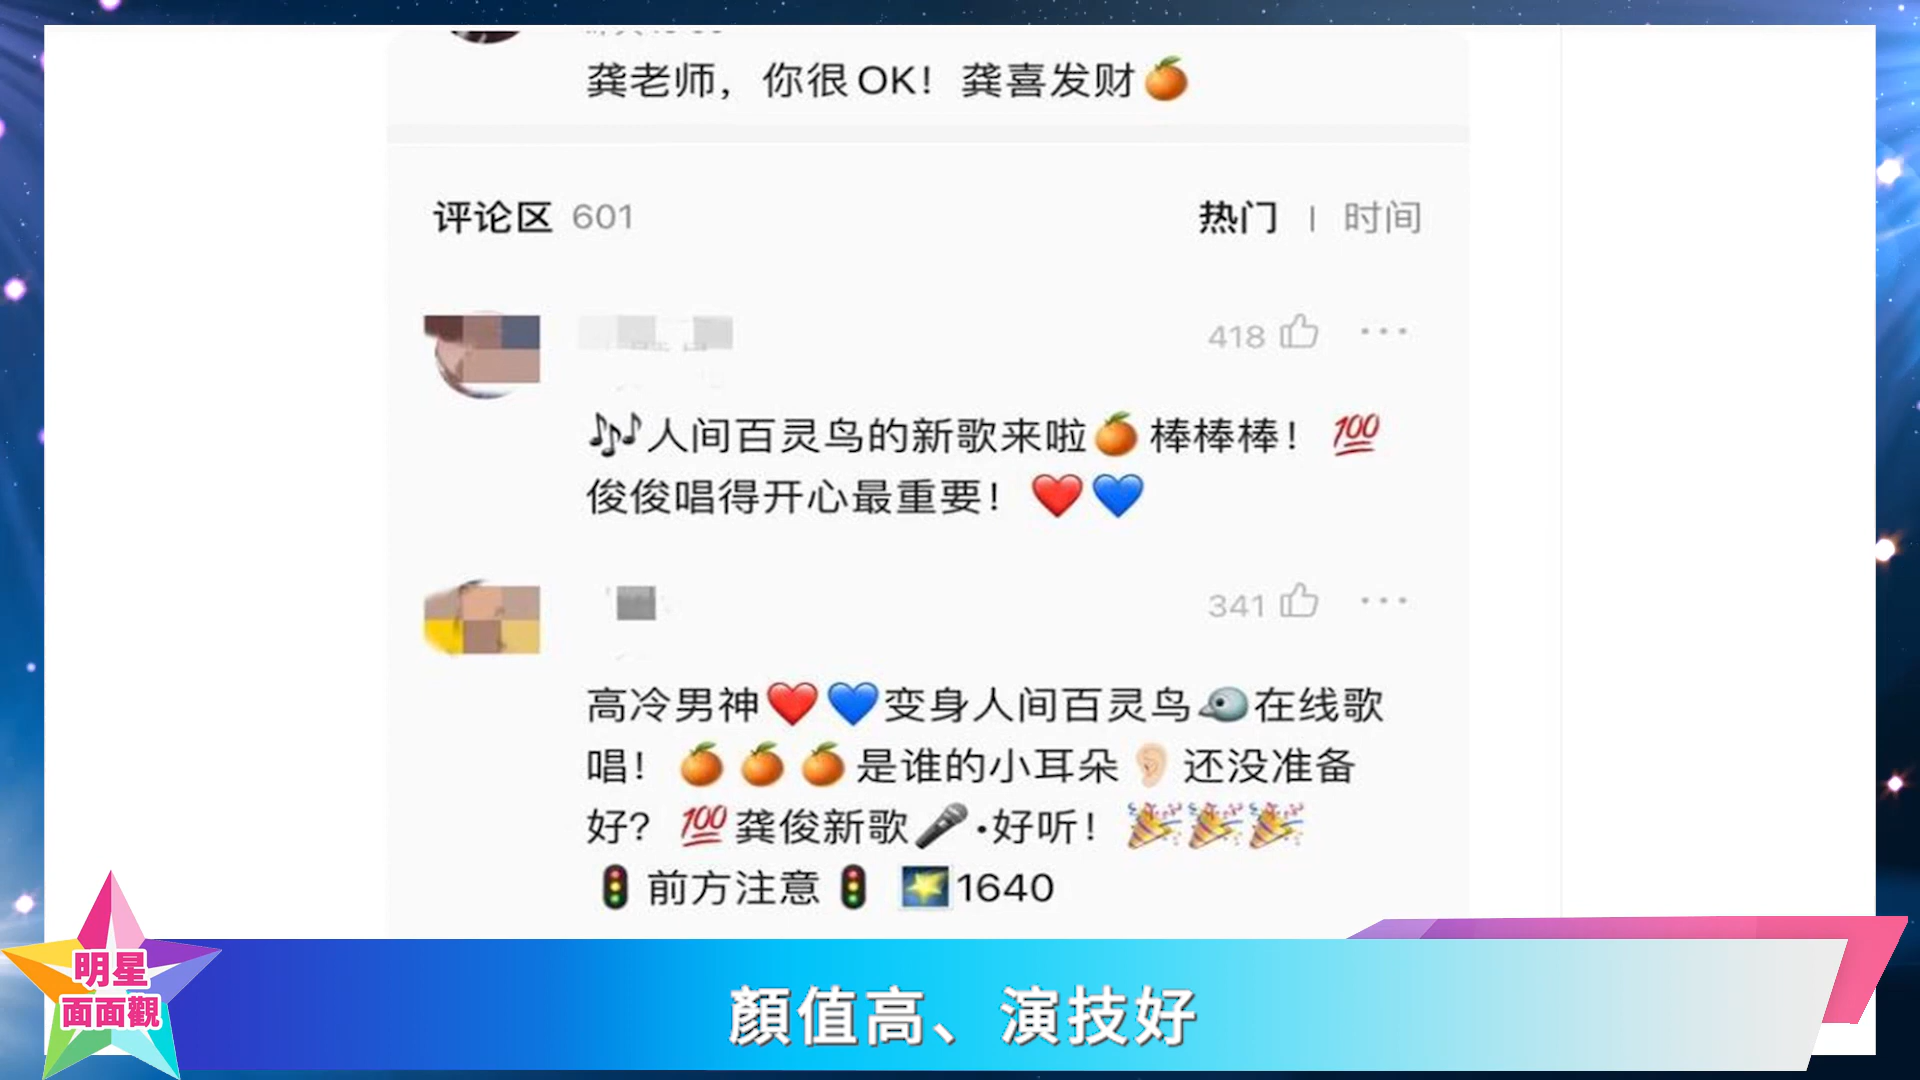 龚老师，你很OK！龚喜发财🍊
评论区 601
热门 | 时间
418
🎶人间百灵鸟的新歌来啦🍊棒棒棒！💯
俊俊唱得开心最重要！❤️💙
341
高冷男神❤️💙变身人间百灵鸟🐦在线歌
唱！🍊🍊🍊是谁的小耳朵👂🏻还没准备
好？💯龚俊新歌🎤·好听！🎉🎉🎉
🚦前方注意🚦 🌠1640
明星
面面觀
顏值高、演技好